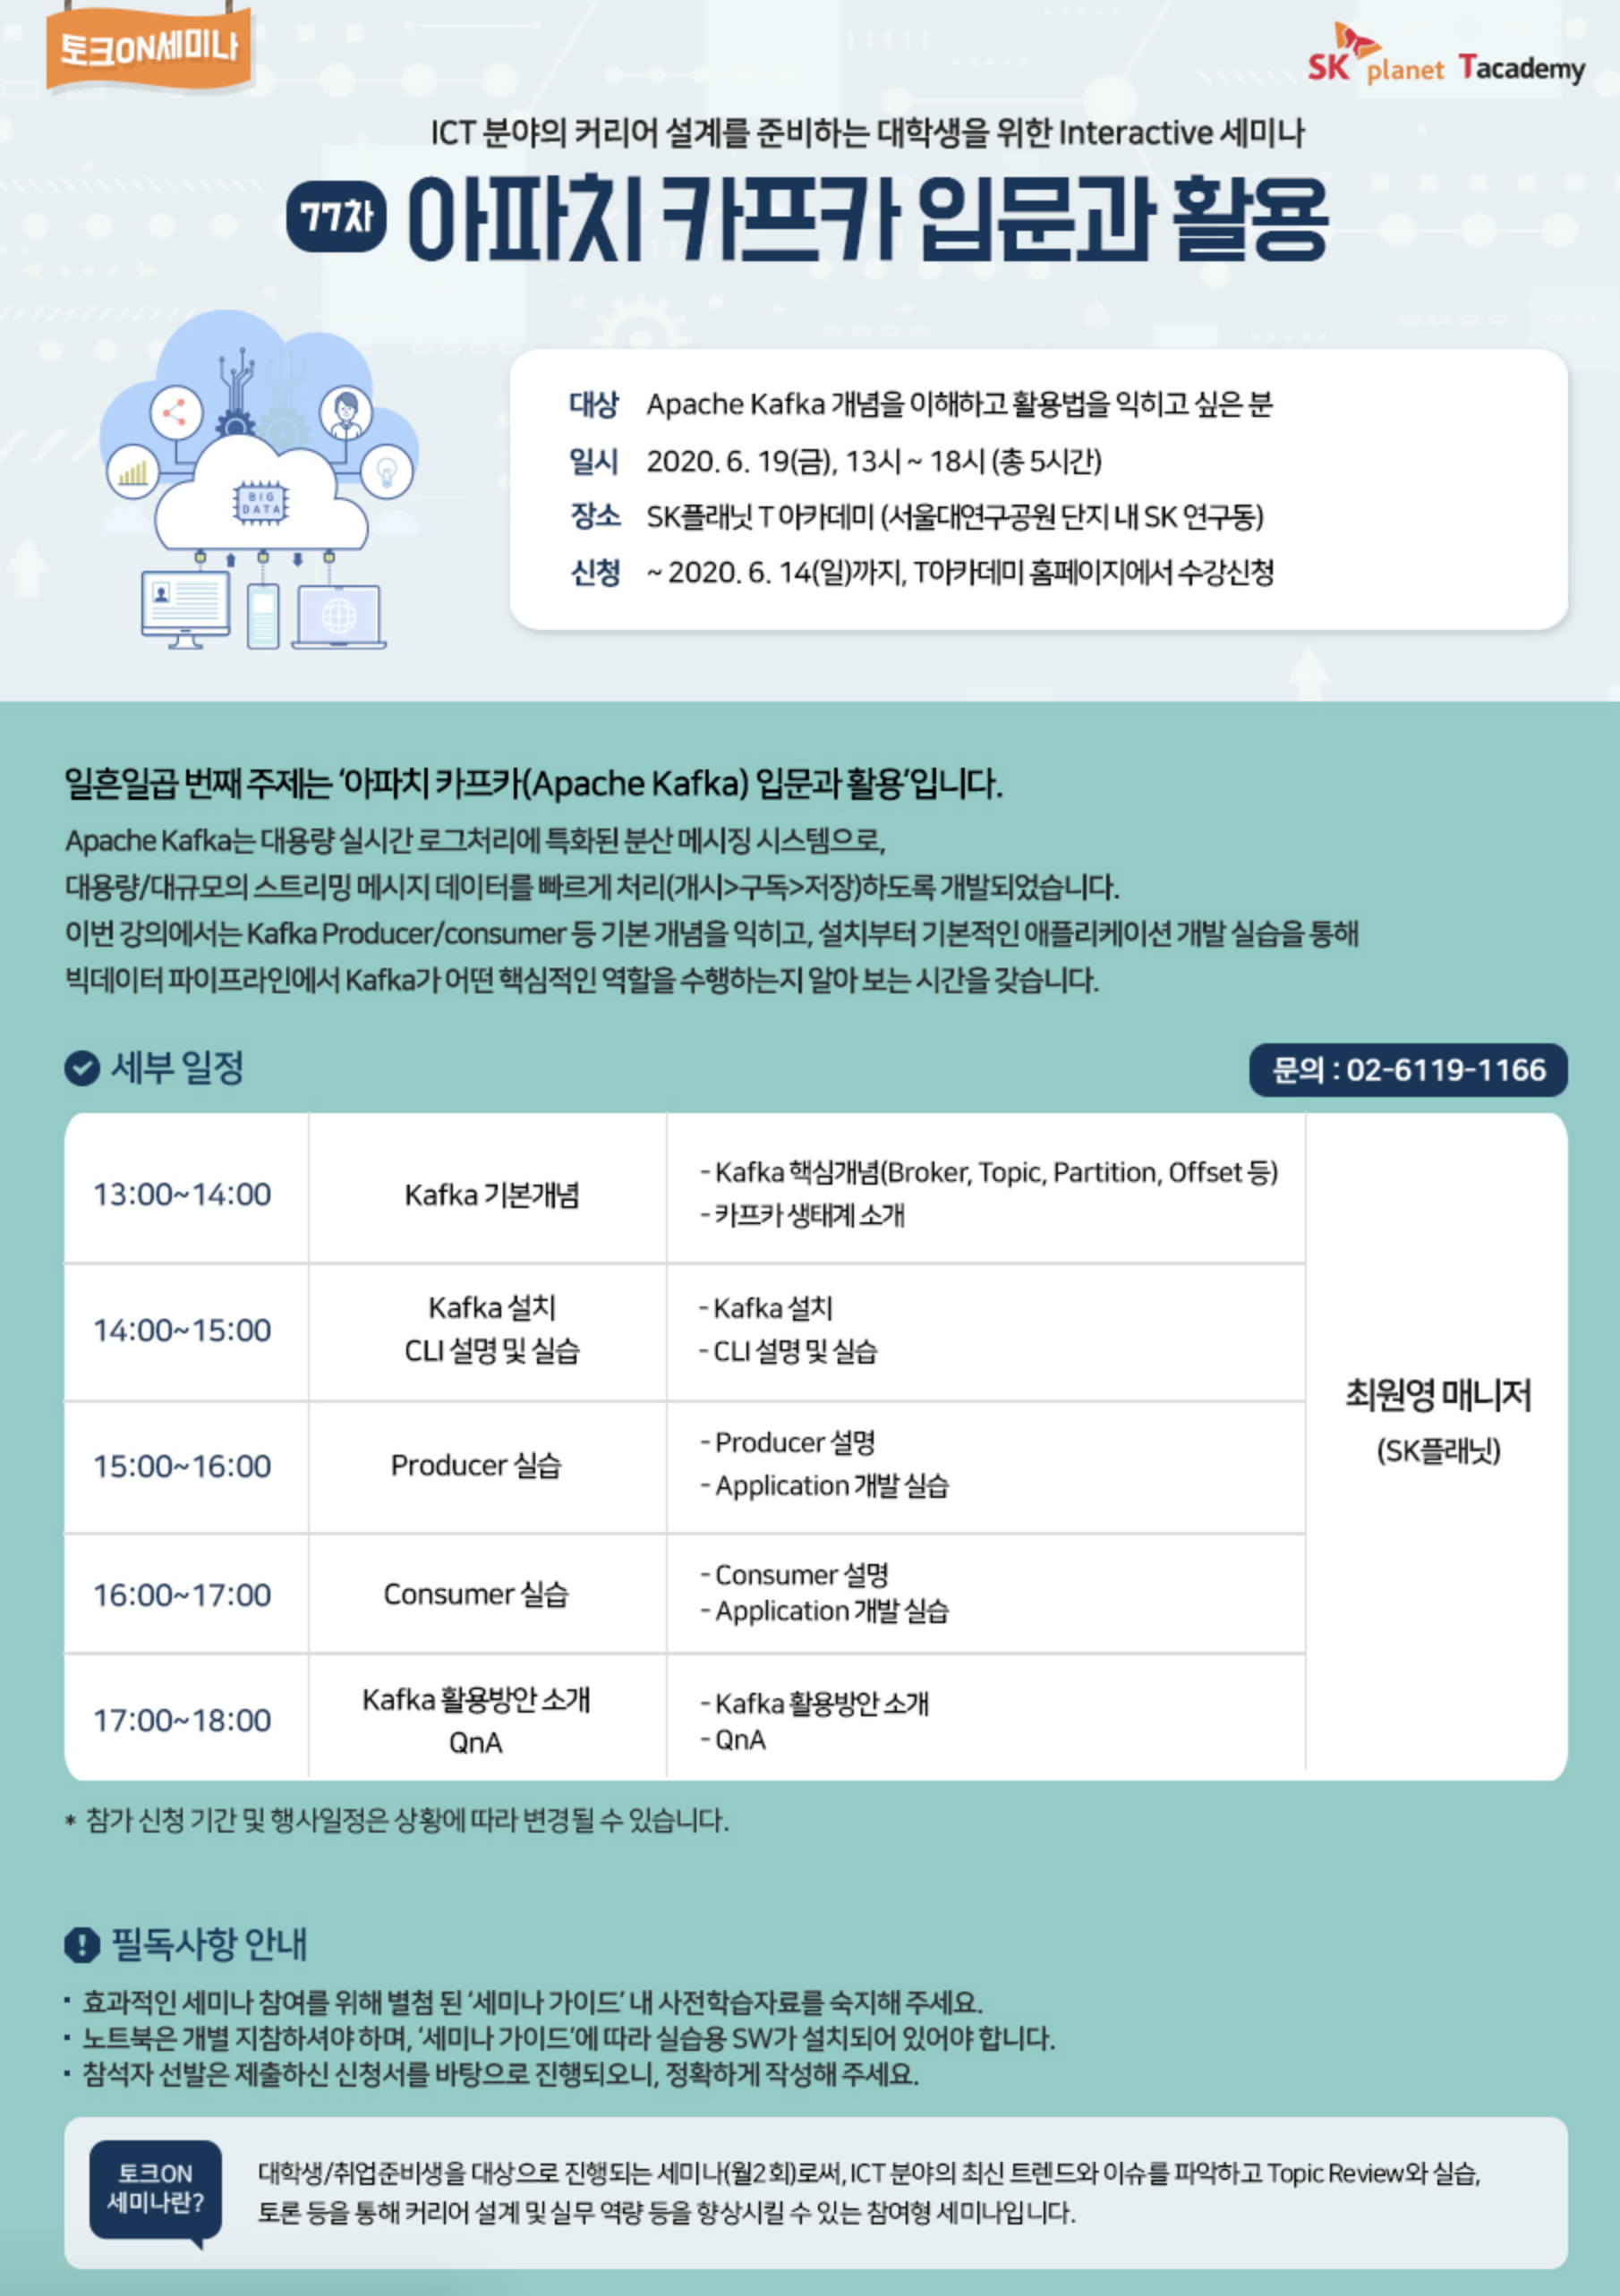 토크ON세미나
SK planet Tacademy
ICT 분야의 커리어 설계를 준비하는 대학생을 위한 Interactive 세미나
77차 아파치 카프카 입문과 활용
BIG
DATA
대상 Apache Kafka 개념을 이해하고 활용법을 익히고 싶은 분
일시 2020. 6. 19(금), 13시 ~ 18시 (총 5시간)
장소 SK플래닛 T 아카데미 (서울대연구공원 단지 내 SK 연구동)
신청 ~ 2020. 6. 14(일)까지, T아카데미 홈페이지에서 수강신청
일흔일곱 번째 주제는 ‘아파치 카프카(Apache Kafka) 입문과 활용’입니다.
Apache Kafka는 대용량 실시간 로그처리에 특화된 분산 메시징 시스템으로,
대용량/대규모의 스트리밍 메시지 데이터를 빠르게 처리(개시>구독>저장)하도록 개발되었습니다.
이번 강의에서는 Kafka Producer/consumer 등 기본 개념을 익히고, 설치부터 기본적인 애플리케이션 개발 실습을 통해
빅데이터 파이프라인에서 Kafka가 어떤 핵심적인 역할을 수행하는지 알아 보는 시간을 갖습니다.
세부 일정
문의 : 02-6119-1166
13:00~14:00
Kafka 기본개념
- Kafka 핵심개념(Broker, Topic, Partition, Offset 등)
- 카프카 생태계 소개
14:00~15:00
Kafka 설치
CLI 설명 및 실습
- Kafka 설치
- CLI 설명 및 실습
15:00~16:00
Producer 실습
- Producer 설명
- Application 개발 실습
16:00~17:00
Consumer 실습
- Consumer 설명
- Application 개발 실습
17:00~18:00
Kafka 활용방안 소개
QnA
- Kafka 활용방안 소개
- QnA
최원영 매니저
(SK플래닛)
* 참가 신청 기간 및 행사일정은 상황에 따라 변경될 수 있습니다.
필독사항 안내
· 효과적인 세미나 참여를 위해 별첨 된 ‘세미나 가이드’ 내 사전학습자료를 숙지해 주세요.
· 노트북은 개별 지참하셔야 하며, ‘세미나 가이드’에 따라 실습용 SW가 설치되어 있어야 합니다.
· 참석자 선발은 제출하신 신청서를 바탕으로 진행되오니, 정확하게 작성해 주세요.
토크ON
세미나란?
대학생/취업준비생을 대상으로 진행되는 세미나(월2회)로써, ICT 분야의 최신 트렌드와 이슈를 파악하고 Topic Review와 실습,
토론 등을 통해 커리어 설계 및 실무 역량 등을 향상시킬 수 있는 참여형 세미나입니다.